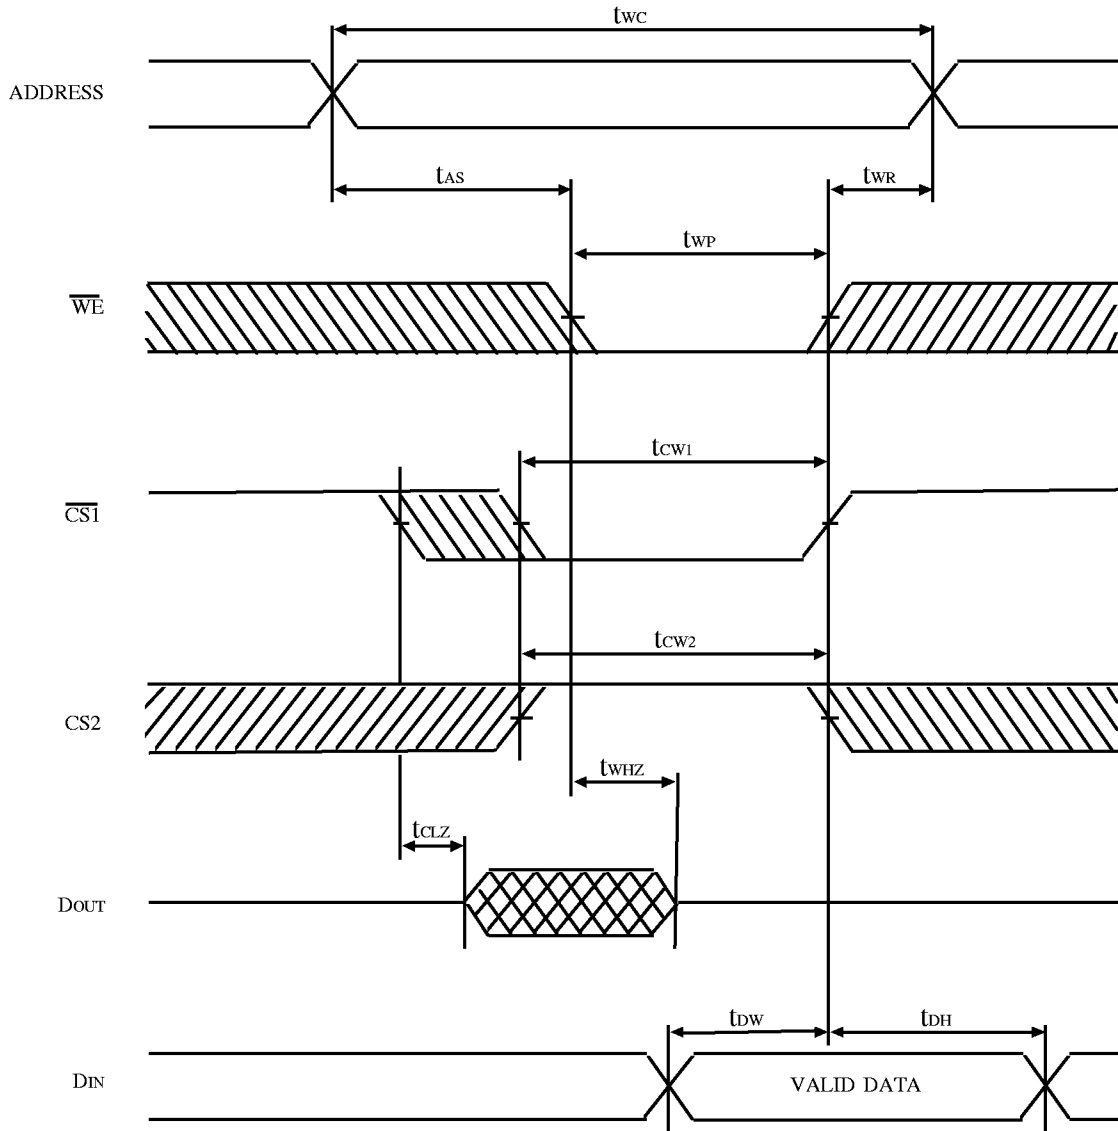 tWC
ADDRESS
tAS
tWR
tWP
WE
tCW1
CS1
tCW2
CS2
tWHZ
tCLZ
DOUT
tDW
tDH
DIN
VALID DATA